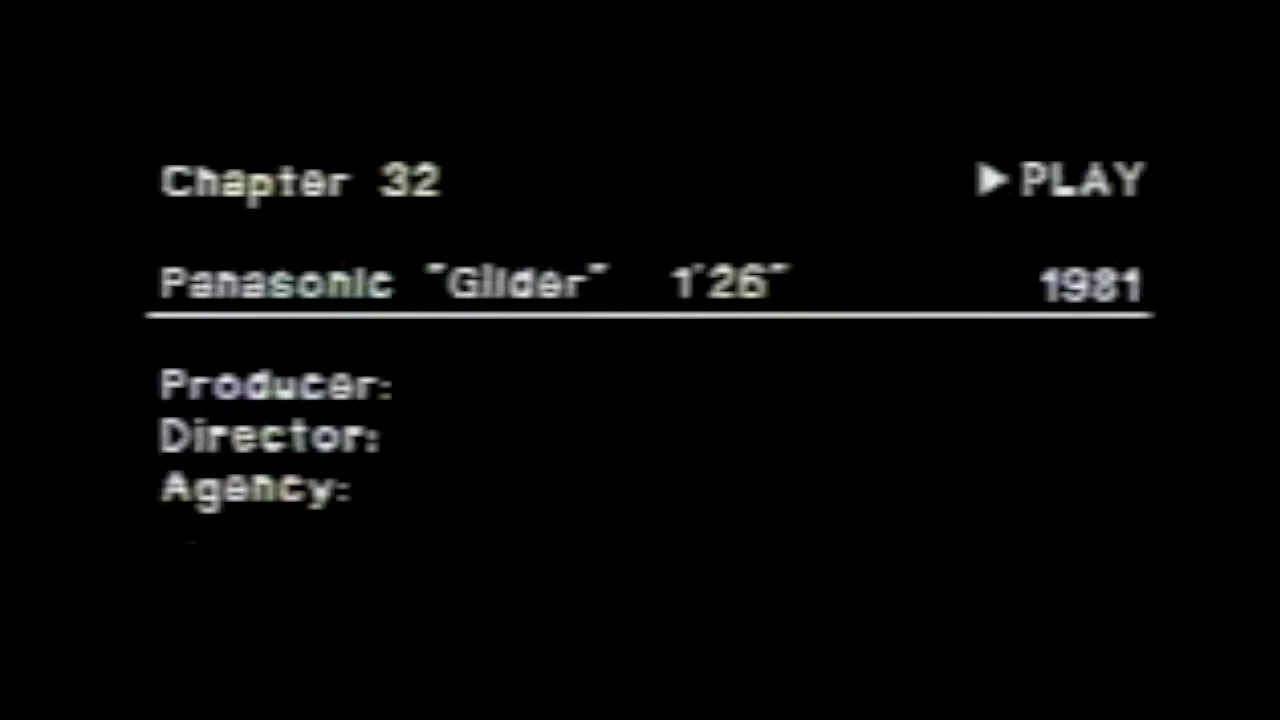 Chapter 32
▶PLAY
Panasonic "Glider" 1'26" 1981
Producer:
Director:
Agency: